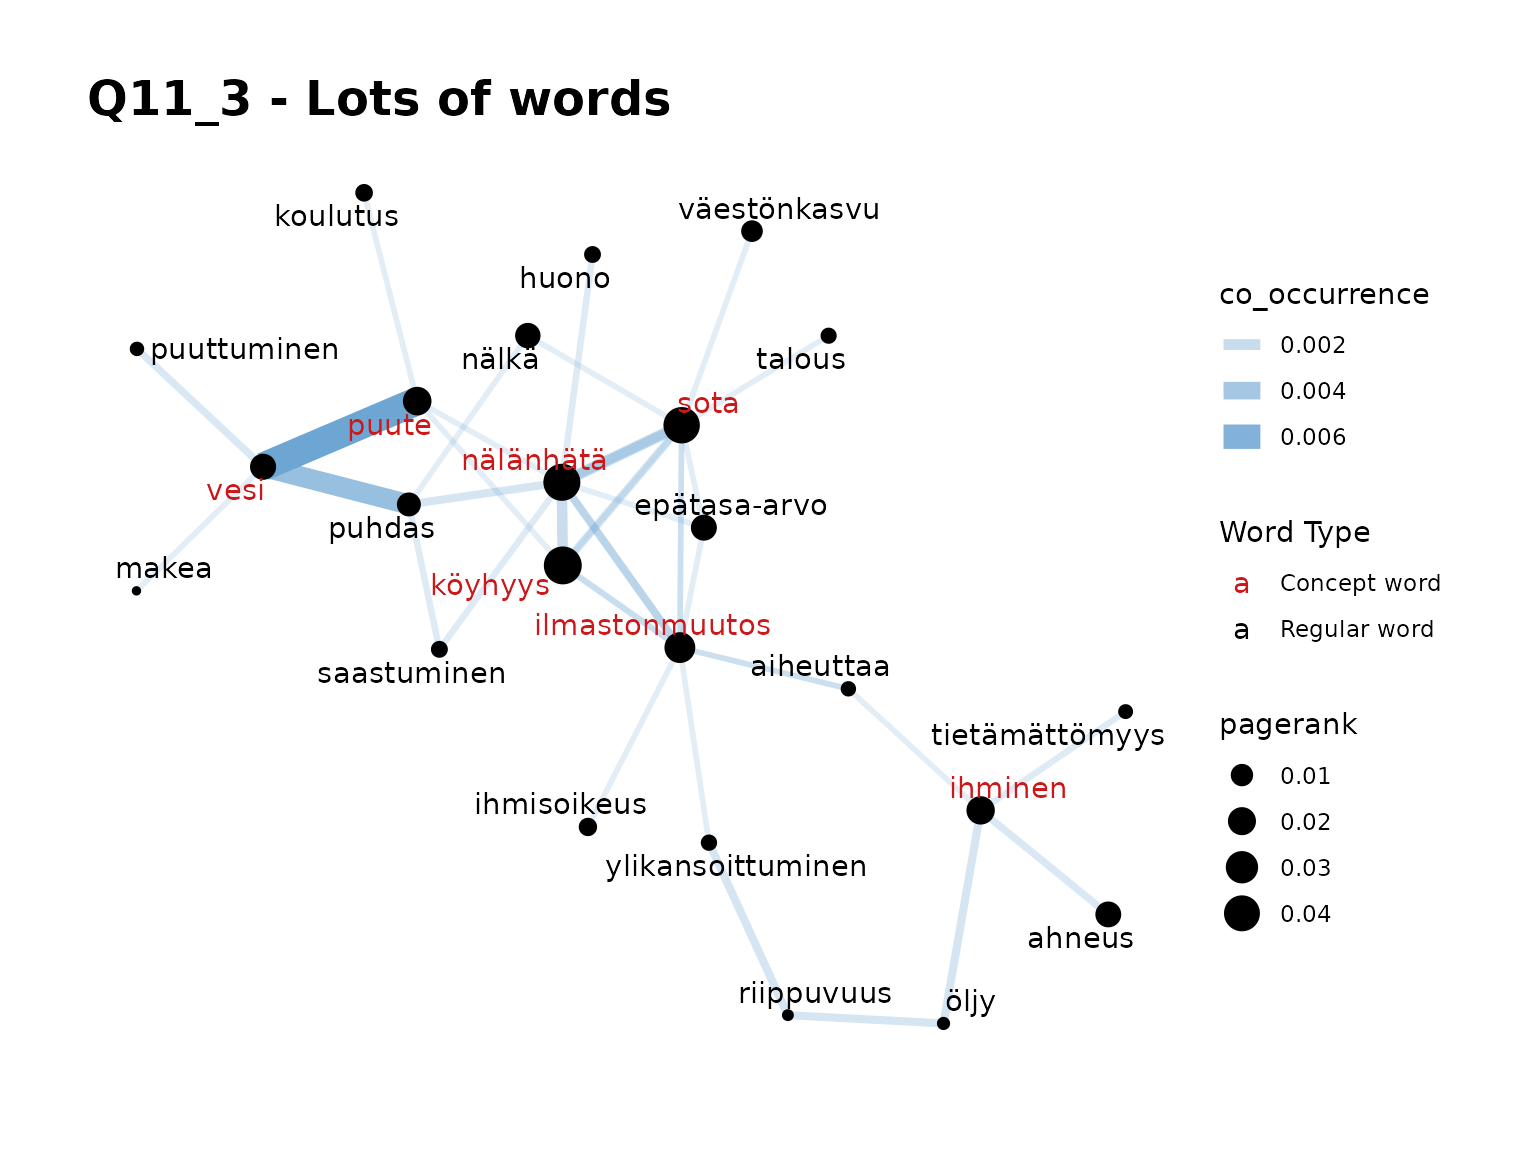 Q11_3 - Lots of words
koulutus
väestönkasvu
huono
puuttuminen
nälkä
talous
sota
puute
nälänhätä
vesi
epätasa-arvo
puhdas
makea
köyhyys
ilmastonmuutos
saastuminen
aiheuttaa
tietämättömyys
ihminen
ihmisoikeus
ylikansoittuminen
ahneus
riippuvuus
öljy
co_occurrence
0.002
0.004
0.006
Word Type
a Concept word
a Regular word
pagerank
0.01
0.02
0.03
0.04